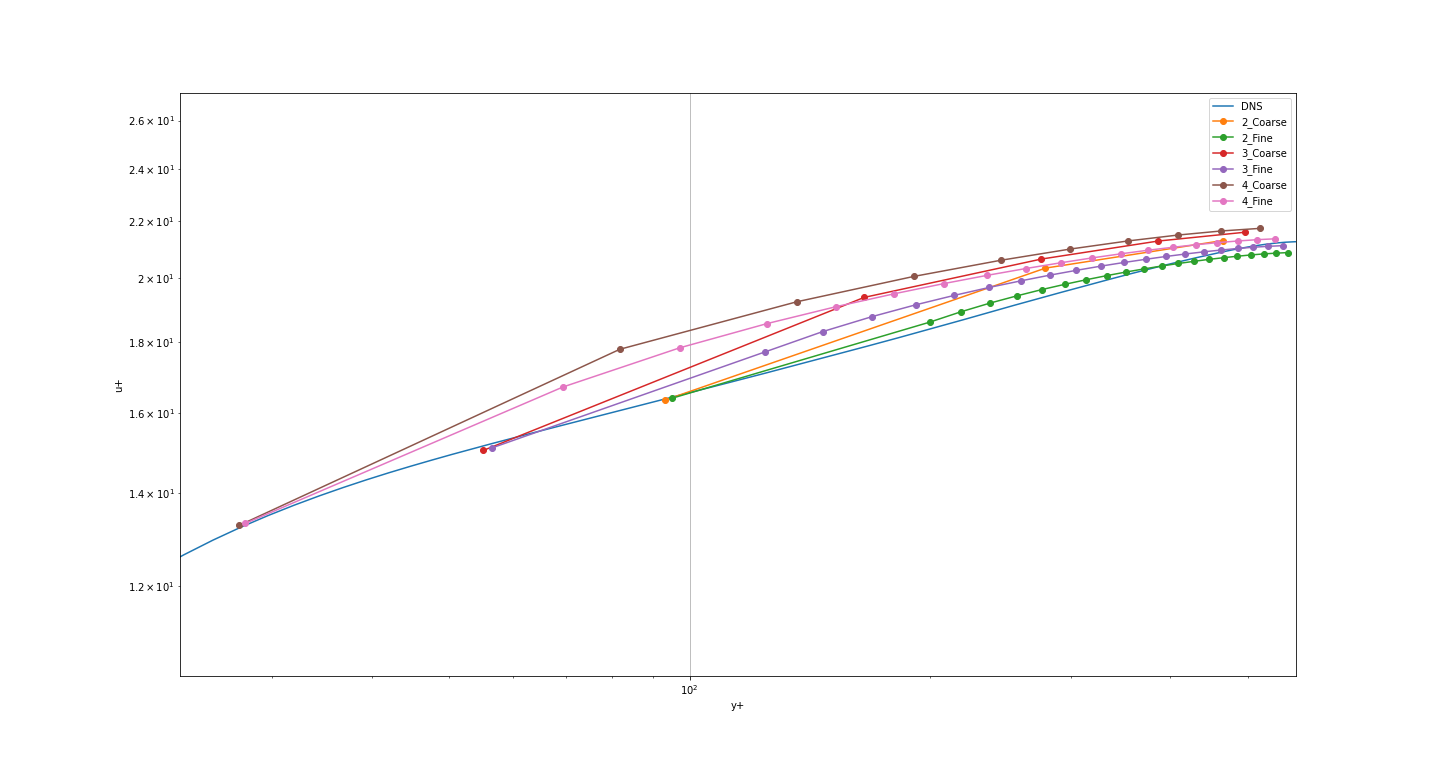 2.6 × 10¹
2.4 × 10¹
2.2 × 10¹
2 × 10¹
1.8 × 10¹
1.6 × 10¹
1.4 × 10¹
1.2 × 10¹
u+
10²
y+
DNS
2_Coarse
2_Fine
3_Coarse
3_Fine
4_Coarse
4_Fine